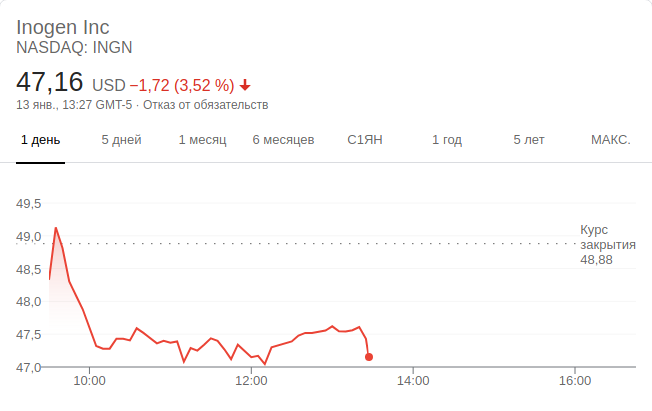 Inogen Inc
NASDAQ: INGN
47,16 USD −1,72 (3,52 %)
13 янв., 13:27 GMT-5 · Отказ от обязательств
1 день 5 дней 1 месяц 6 месяцев С1ЯН 1 год 5 лет МАКС.
49,5
49,0
48,5
48,0
47,5
47,0
Курс
закрытия
48,88
10:00 12:00 14:00 16:00